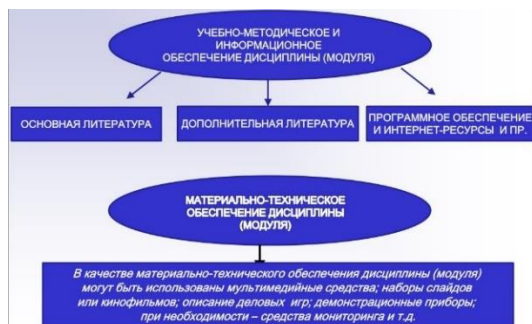 УЧЕБНО-МЕТОДИЧЕСКОЕ И
ИНФОРМАЦИОННОЕ
ОБЕСПЕЧЕНИЕ ДИСЦИПЛИНЫ (МОДУЛЯ)
ОСНОВНАЯ ЛИТЕРАТУРА
ДОПОЛНИТЕЛЬНАЯ ЛИТЕРАТУРА
ПРОГРАММНОЕ ОБЕСПЕЧЕНИЕ
И ИНТЕРНЕТ-РЕСУРСЫ И ПР.
МАТЕРИАЛЬНО-ТЕХНИЧЕСКОЕ
ОБЕСПЕЧЕНИЕ ДИСЦИПЛИНЫ
(МОДУЛЯ)
В качестве материально-технического обеспечения дисциплины (модуля)
могут быть использованы мультимедийные средства; наборы слайдов
или кинофильмов; описание деловых игр; демонстрационные приборы;
при необходимости – средства мониторинга и т.д.